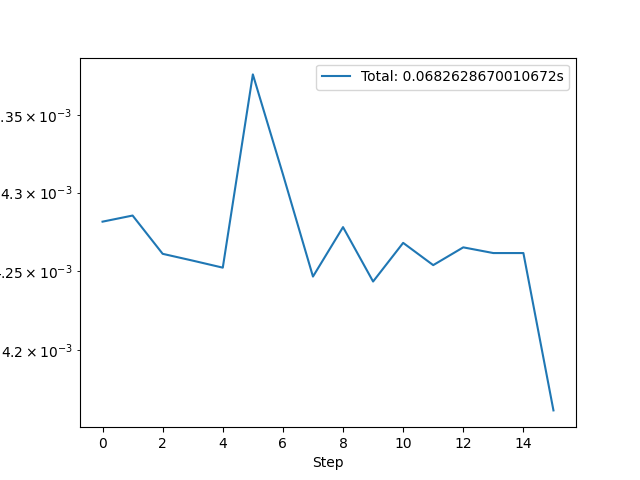 Total: 0.0682628670010672s
.35 × 10⁻³
4.3 × 10⁻³
.25 × 10⁻³
4.2 × 10⁻³
0 2 4 6 8 10 12 14
Step